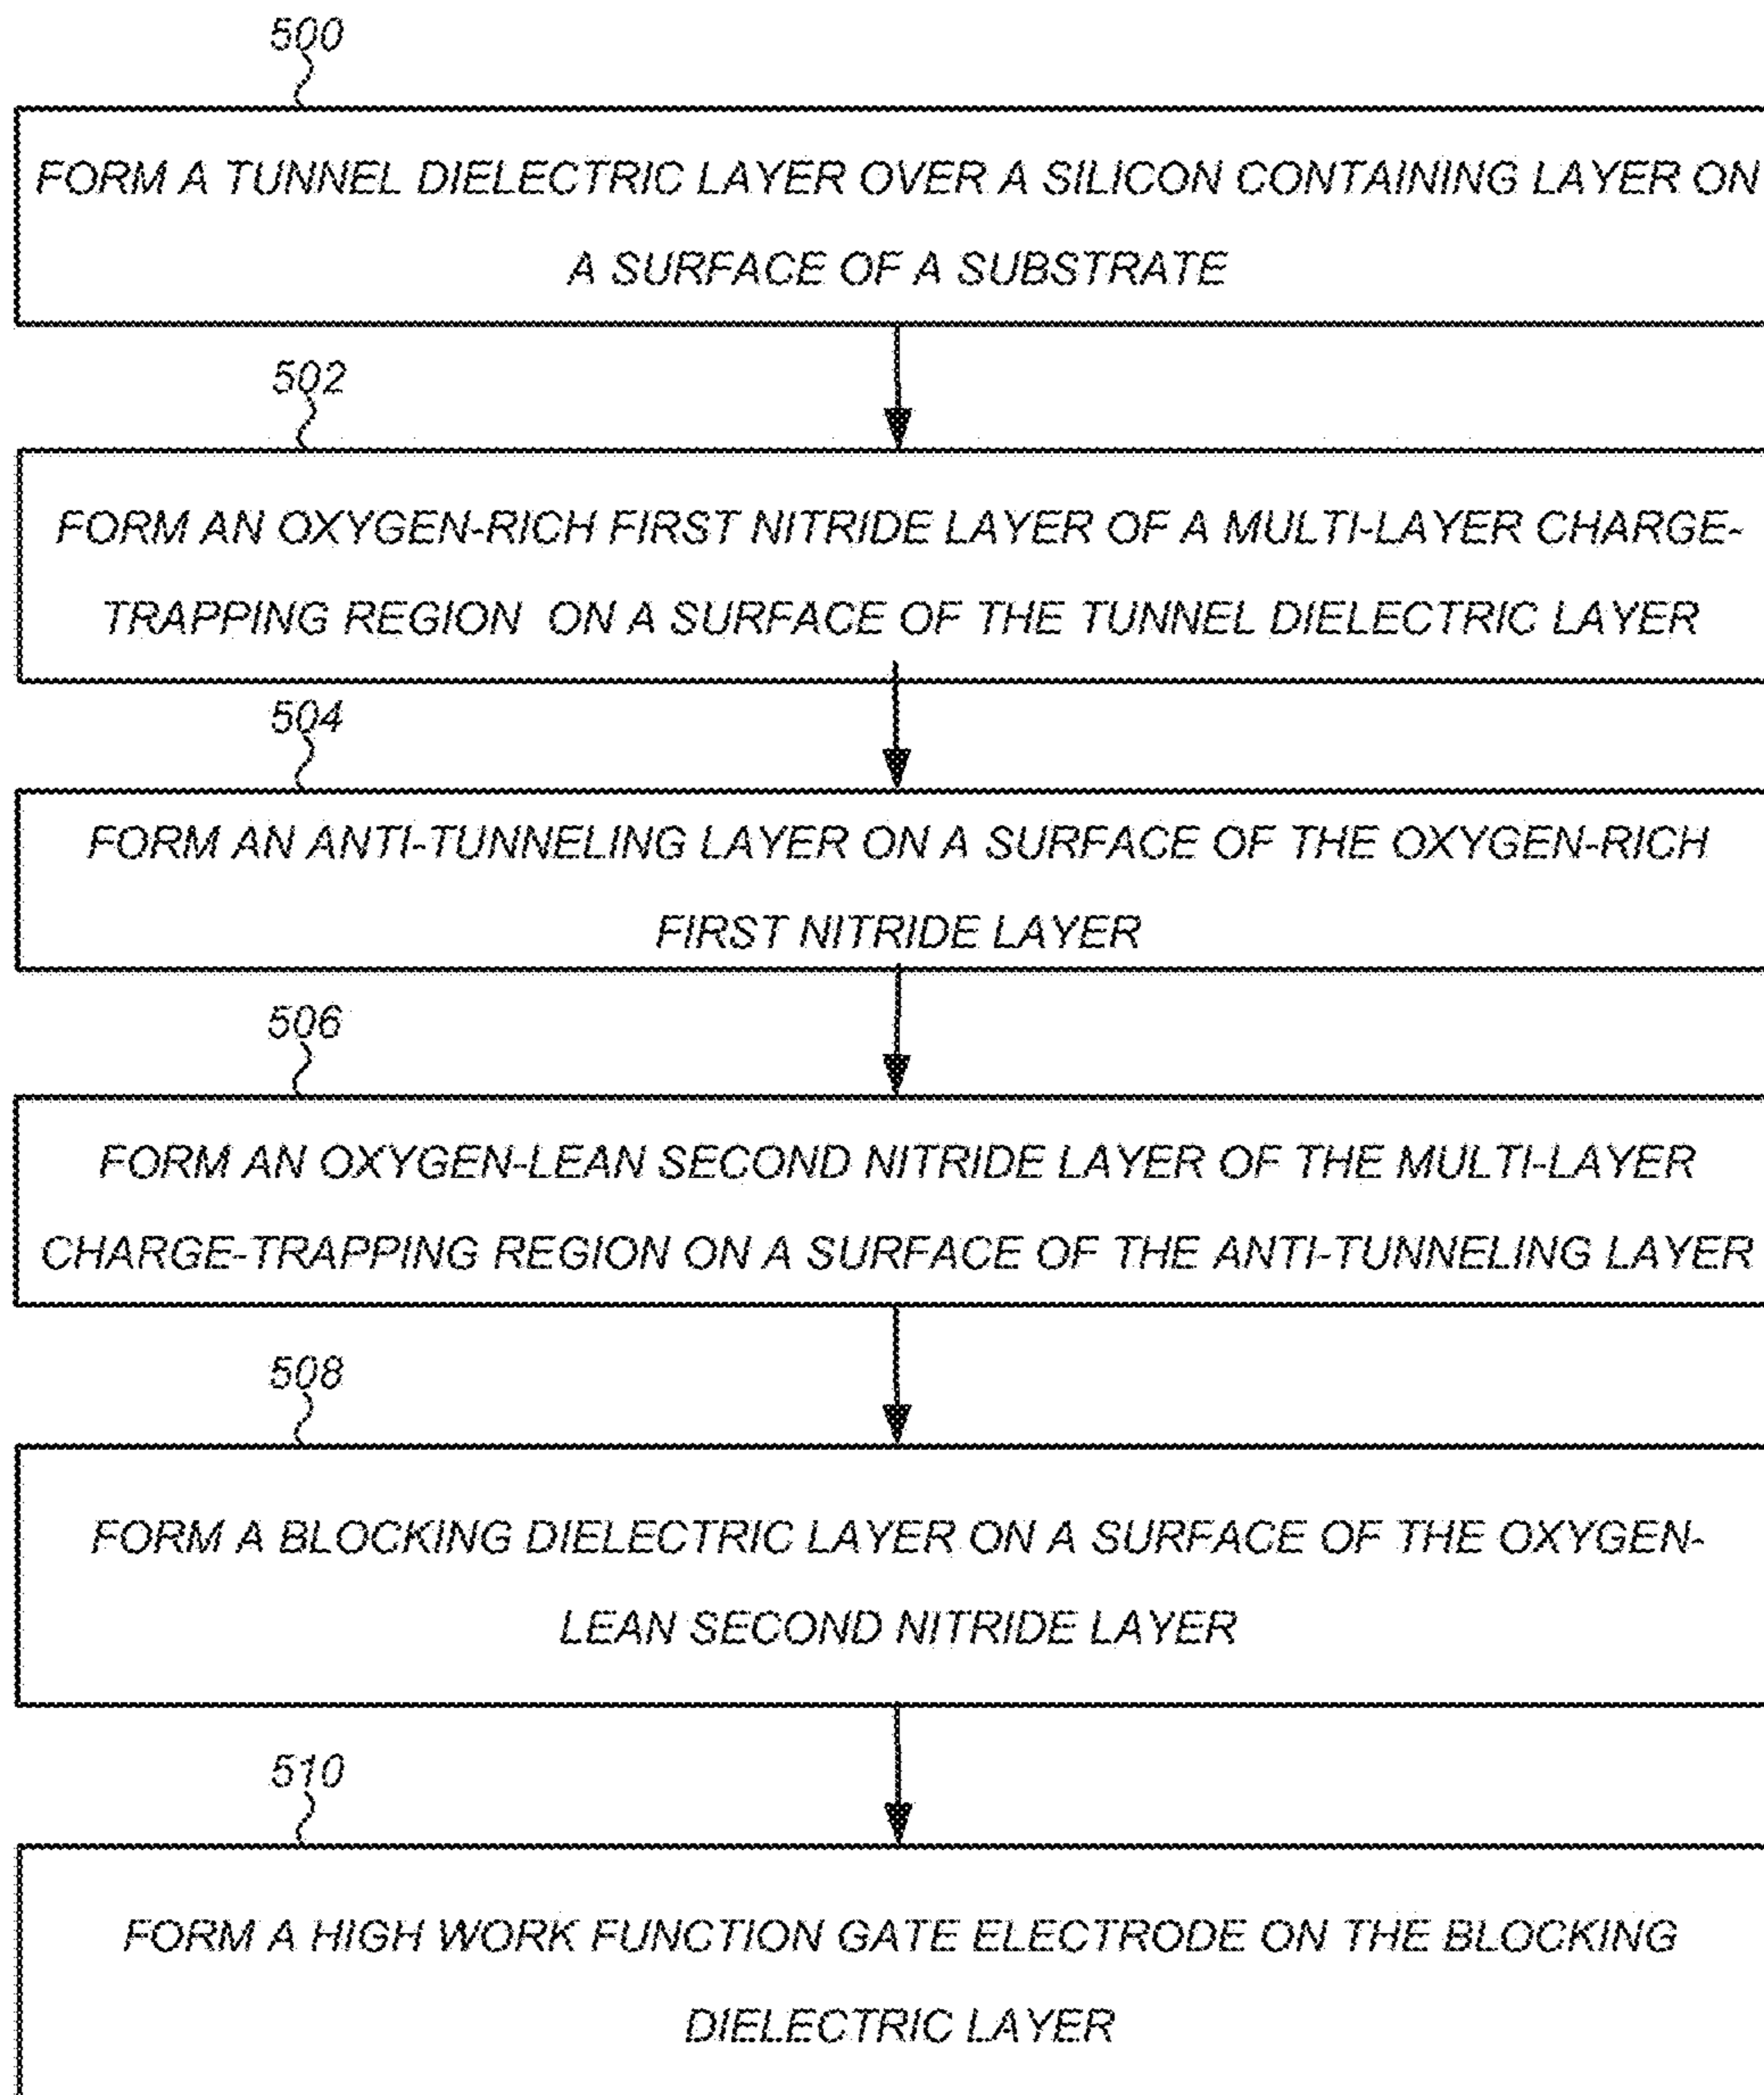 500
FORM A TUNNEL DIELECTRIC LAYER OVER A SILICON CONTAINING LAYER ON
A SURFACE OF A SUBSTRATE
502
FORM AN OXYGEN-RICH FIRST NITRIDE LAYER OF A MULTI-LAYER CHARGE-
TRAPPING REGION ON A SURFACE OF THE TUNNEL DIELECTRIC LAYER
504
FORM AN ANTI-TUNNELING LAYER ON A SURFACE OF THE OXYGEN-RICH
FIRST NITRIDE LAYER
506
FORM AN OXYGEN-LEAN SECOND NITRIDE LAYER OF THE MULTI-LAYER
CHARGE-TRAPPING REGION ON A SURFACE OF THE ANTI-TUNNELING LAYER
508
FORM A BLOCKING DIELECTRIC LAYER ON A SURFACE OF THE OXYGEN-
LEAN SECOND NITRIDE LAYER
510
FORM A HIGH WORK FUNCTION GATE ELECTRODE ON THE BLOCKING
DIELECTRIC LAYER